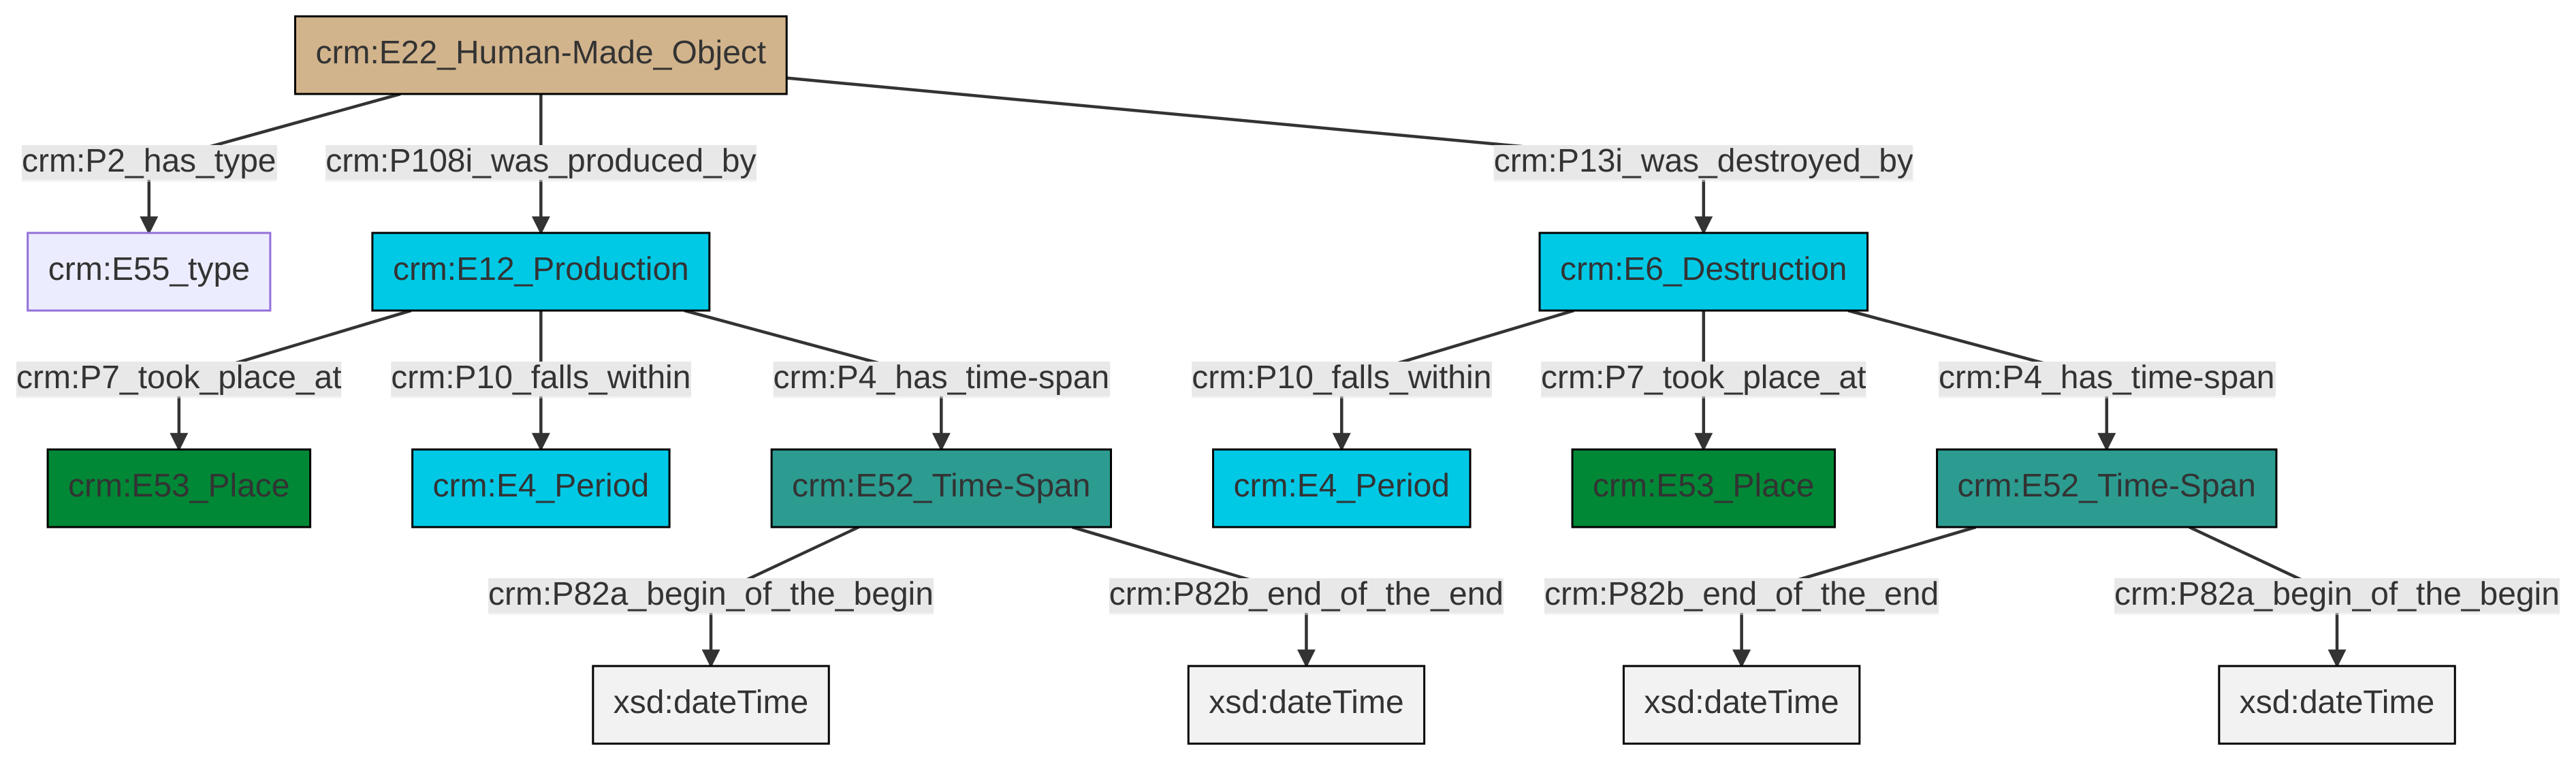 crm:E22_Human-Made_Object
crm:P2_has_type
crm:P108i_was_produced_by
crm:P13i_was_destroyed_by
crm:E55_type
crm:E12_Production
crm:E6_Destruction
crm:P7_took_place_at
crm:P10_falls_within
crm:P4_has_time-span
crm:P10_falls_within
crm:P7_took_place_at
crm:P4_has_time-span
crm:E53_Place
crm:E4_Period
crm:E52_Time-Span
crm:E4_Period
crm:E53_Place
crm:E52_Time-Span
crm:P82a_begin_of_the_begin
crm:P82b_end_of_the_end
crm:P82b_end_of_the_end
crm:P82a_begin_of_the_begin
xsd:dateTime
xsd:dateTime
xsd:dateTime
xsd:dateTime